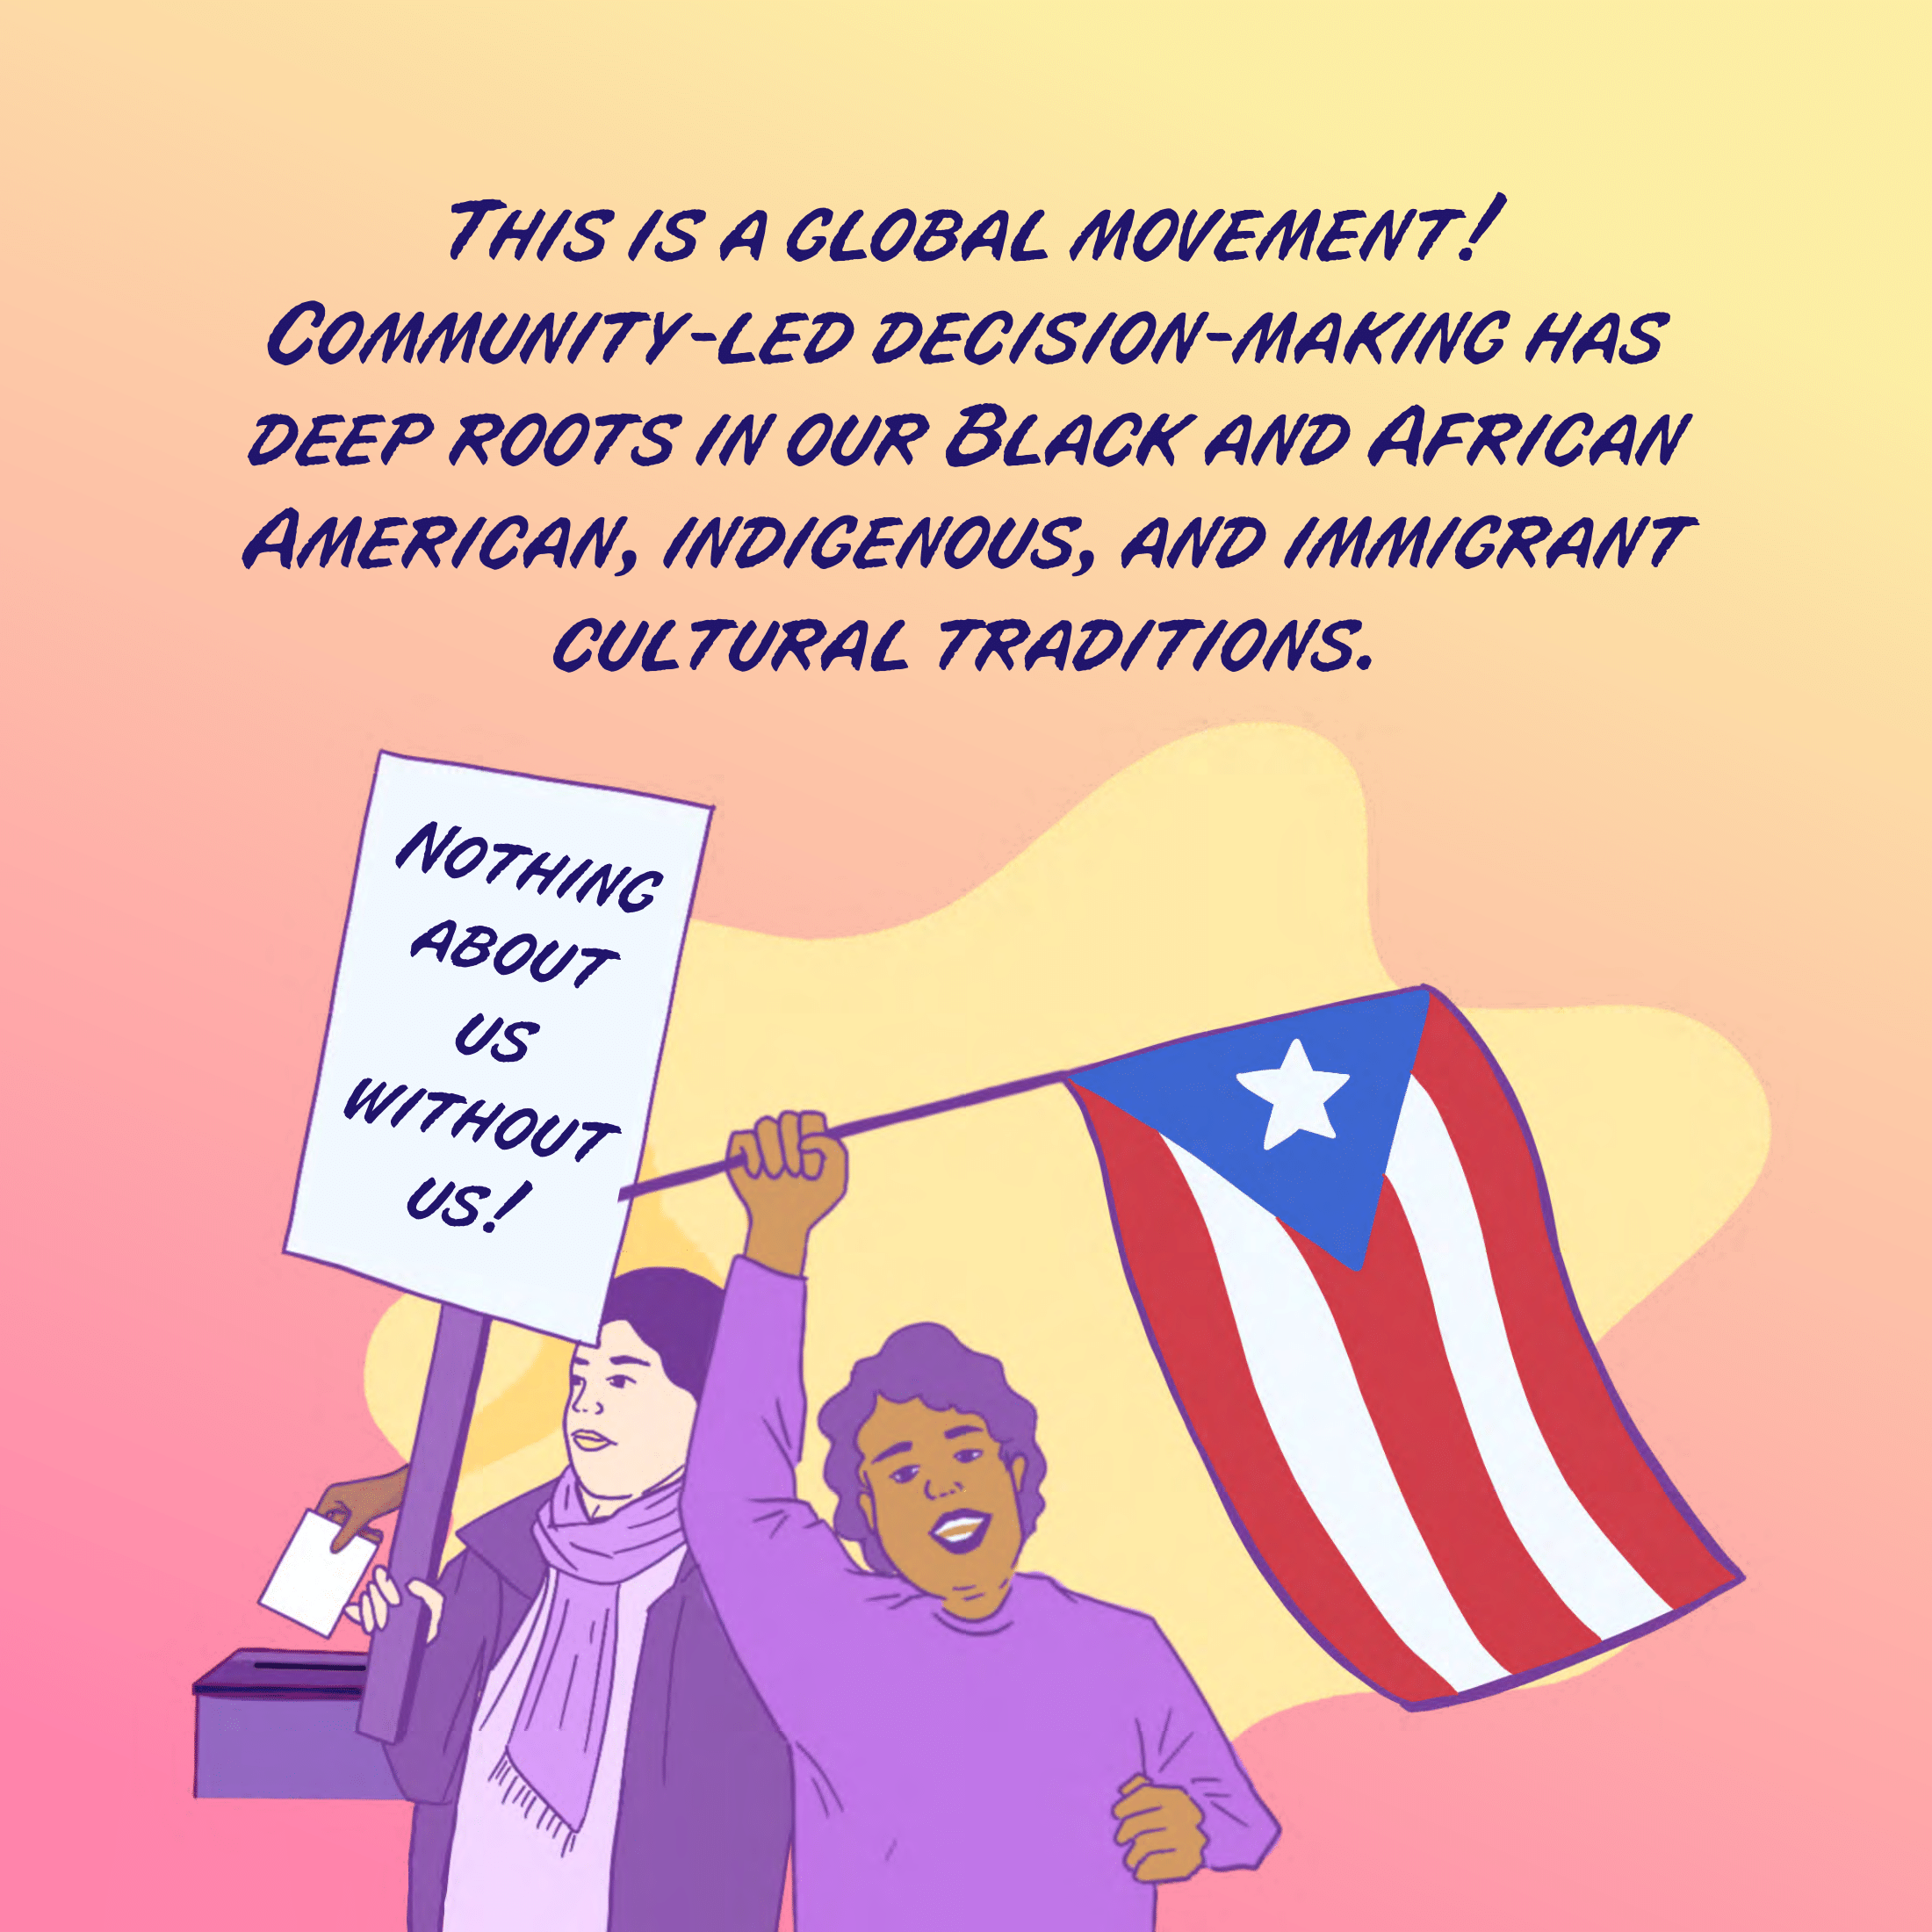 This is a global movement!
Community-led decision-making has
deep roots in our Black and African
American, indigenous, and immigrant
cultural traditions.
Nothing
about
us
without
us!